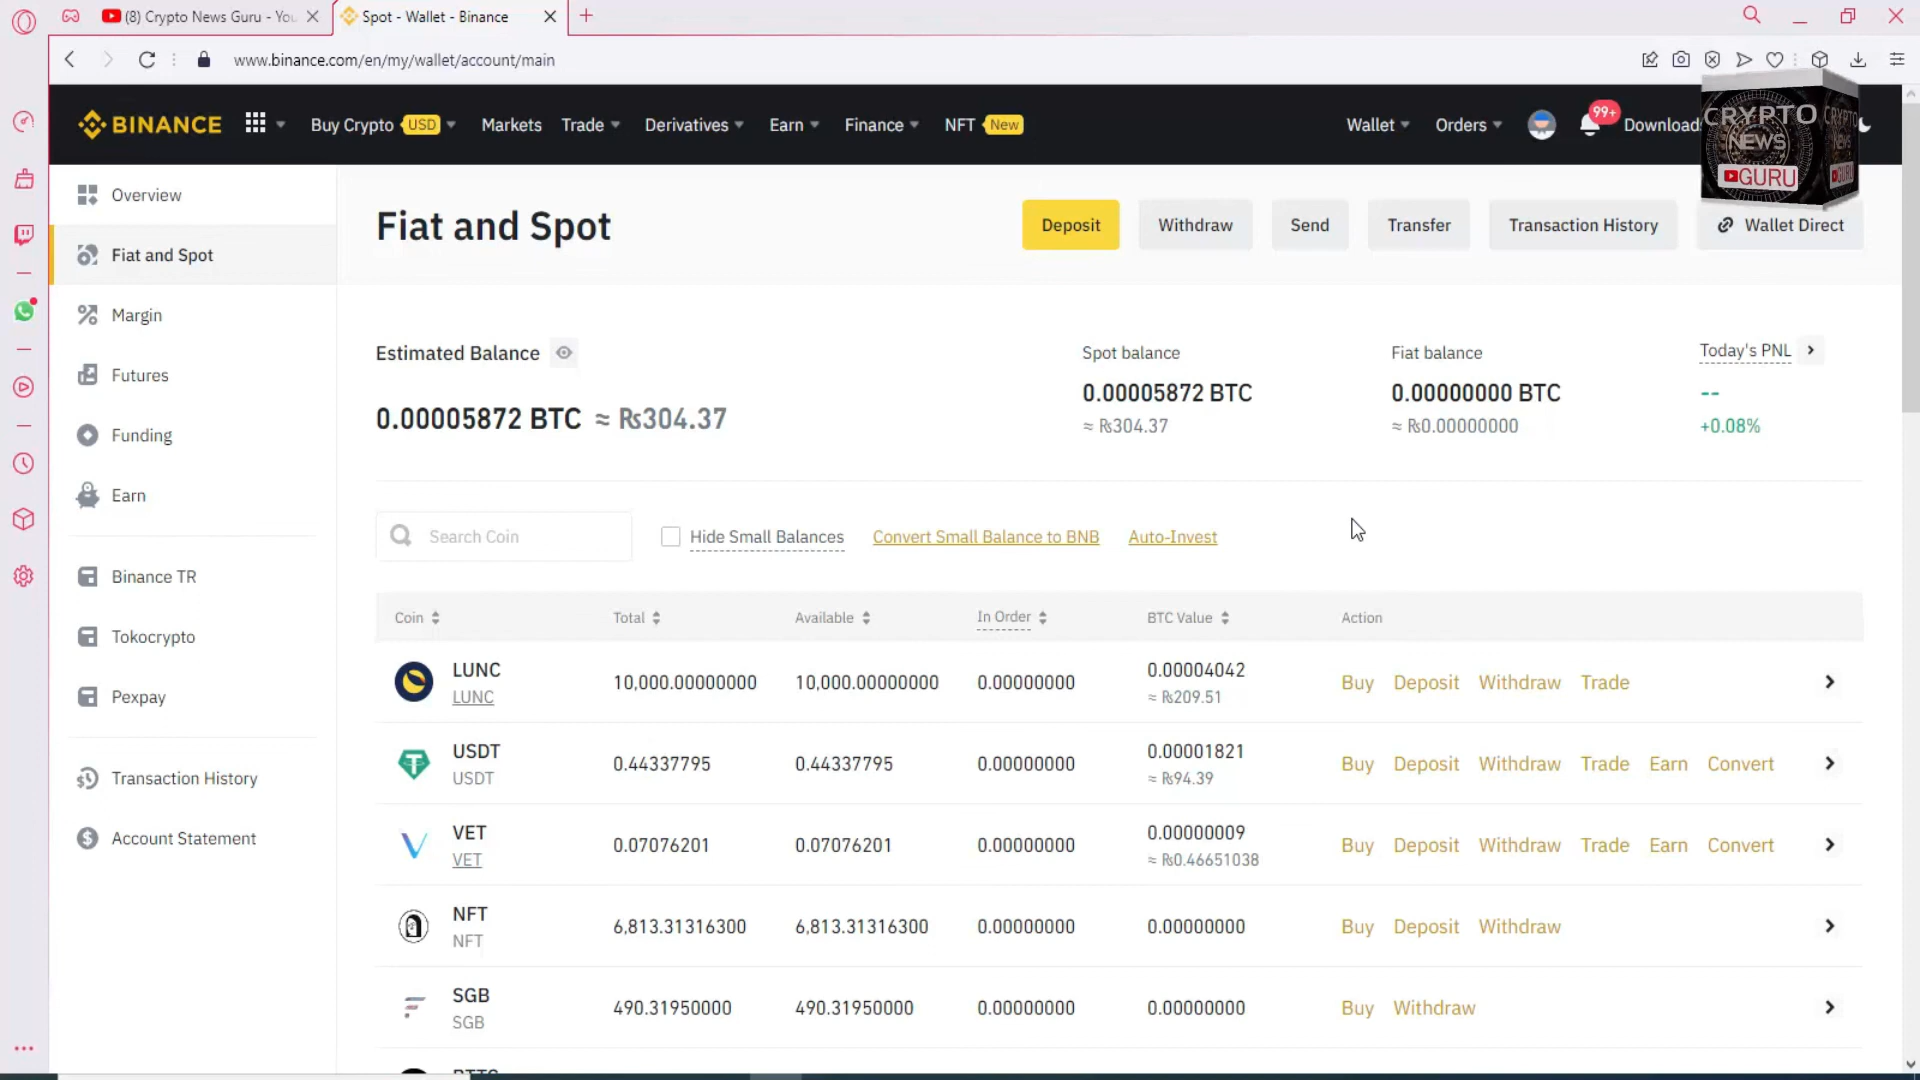 (8) Crypto News Guru - You
Spot - Wallet - Binance
www.binance.com/en/my/wallet/account/main
BINANCE
Buy Crypto USD
Markets
Trade
Derivatives
Earn
Finance
NFT New
Wallet
Orders
99+
Download
CRYPTO
NEWS
GURU
CRYPTO
NEWS
GURU
Overview
Fiat and Spot
Margin
Futures
Funding
Earn
Binance TR
Tokocrypto
Pexpay
Transaction History
Account Statement
Fiat and Spot
Deposit
Withdraw
Send
Transfer
Transaction History
Wallet Direct
Estimated Balance
0.00005872 BTC ≈ ₨304.37
Spot balance
0.00005872 BTC
≈ ₨304.37
Fiat balance
0.00000000 BTC
≈ ₨0.00000000
Today's PNL
--
+0.08%
Search Coin
Hide Small Balances
Convert Small Balance to BNB
Auto-Invest
Coin Total Available In Order BTC Value Action
LUNC
LUNC
10,000.00000000 10,000.00000000 0.00000000
0.00004042
≈ ₨209.51
Buy Deposit Withdraw Trade
USDT
USDT
0.44337795 0.44337795 0.00000000
0.00001821
≈ ₨94.39
Buy Deposit Withdraw Trade Earn Convert
VET
VET
0.07076201 0.07076201 0.00000000
0.00000009
≈ ₨0.46651038
Buy Deposit Withdraw Trade Earn Convert
NFT
NFT
6,813.31316300 6,813.31316300 0.00000000 0.00000000
Buy Deposit Withdraw
SGB
SGB
490.31950000 490.31950000 0.00000000 0.00000000
Buy Withdraw